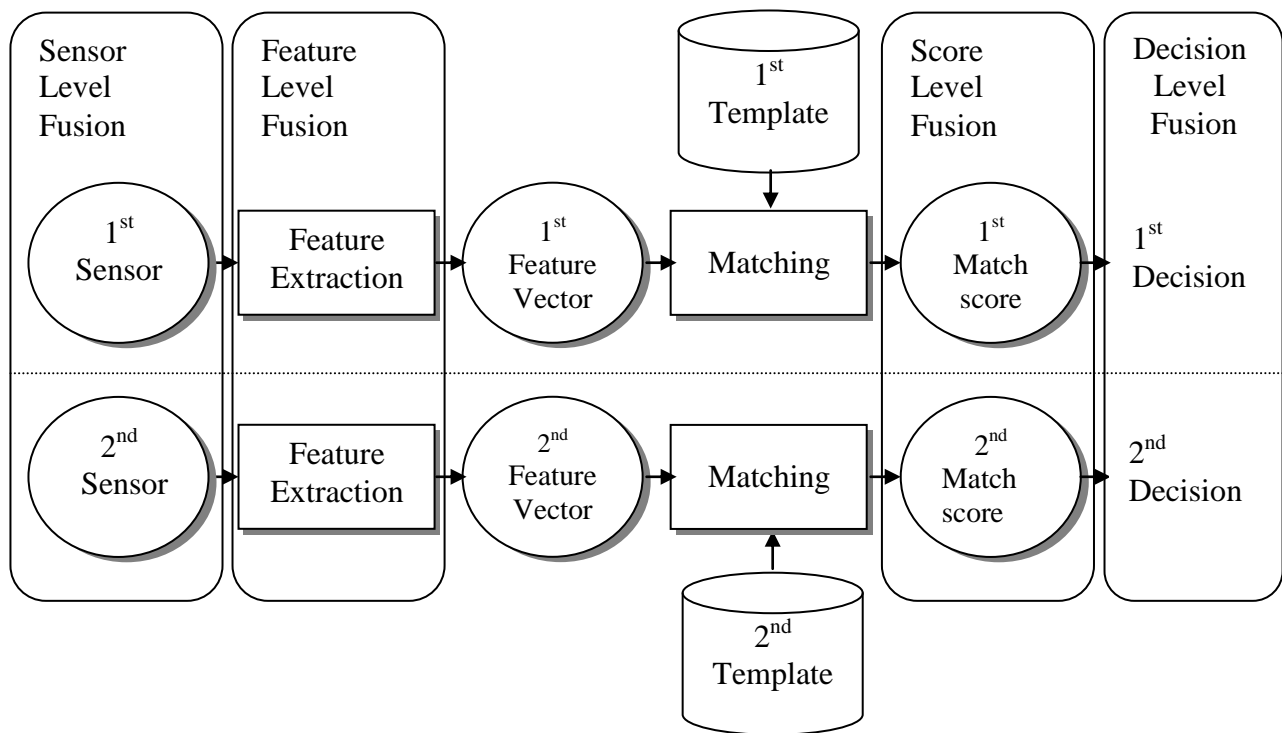 Sensor
Level
Fusion
Feature
Level
Fusion
1st
Template
Score
Level
Fusion
Decision
Level
Fusion
1st
Sensor
Feature
Extraction
1st
Feature
Vector
Matching
1st
Match
score
1st
Decision
2nd
Sensor
Feature
Extraction
2nd
Feature
Vector
Matching
2nd
Match
score
2nd
Decision
2nd
Template